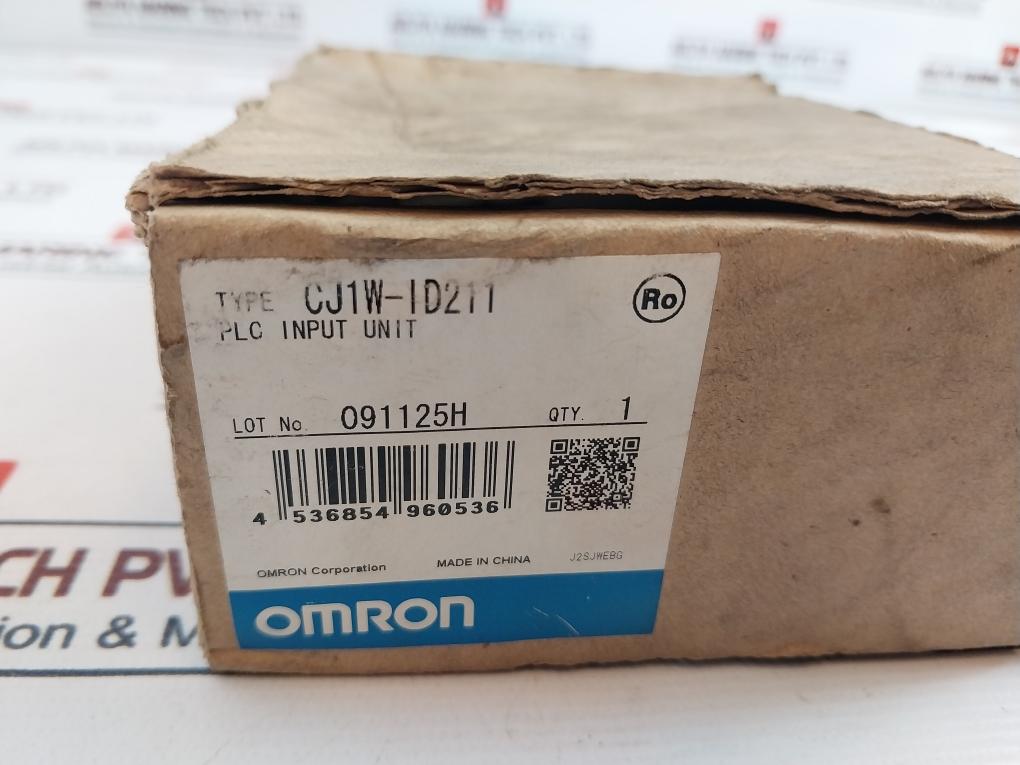 TYPE CJ1W-ID211
Ro
PLC INPUT UNIT
LOT No. 091125H QTY. 1
4 536854 960536
OMRON Corporation MADE IN CHINA J2SJWEBG
OMRON
CH PV
ion & M